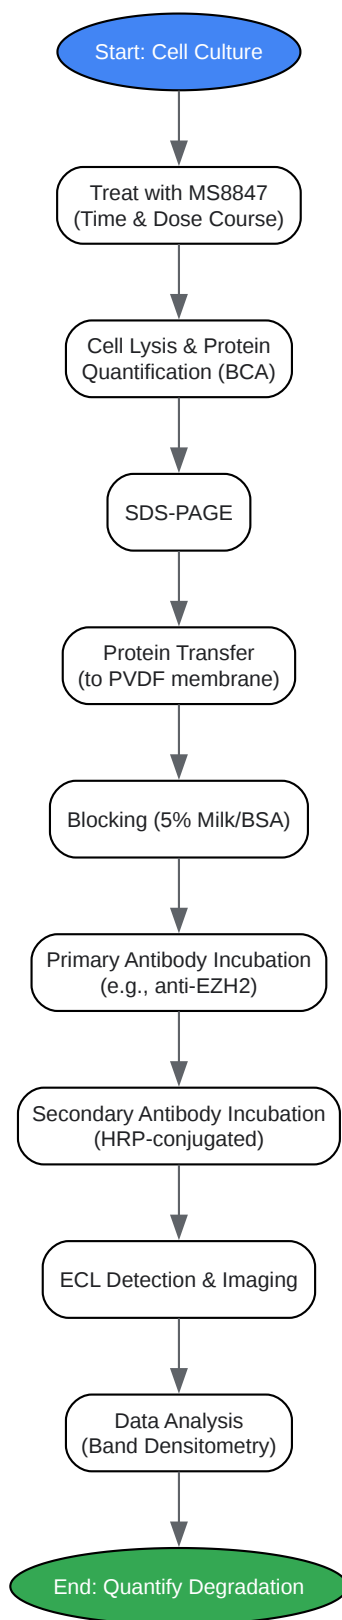 Start: Cell Culture
Treat with MS8847
(Time & Dose Course)
Cell Lysis & Protein
Quantification (BCA)
SDS-PAGE
Protein Transfer
(to PVDF membrane)
Blocking (5% Milk/BSA)
Primary Antibody Incubation
(e.g., anti-EZH2)
Secondary Antibody Incubation
(HRP-conjugated)
ECL Detection & Imaging
Data Analysis
(Band Densitometry)
End: Quantify Degradation